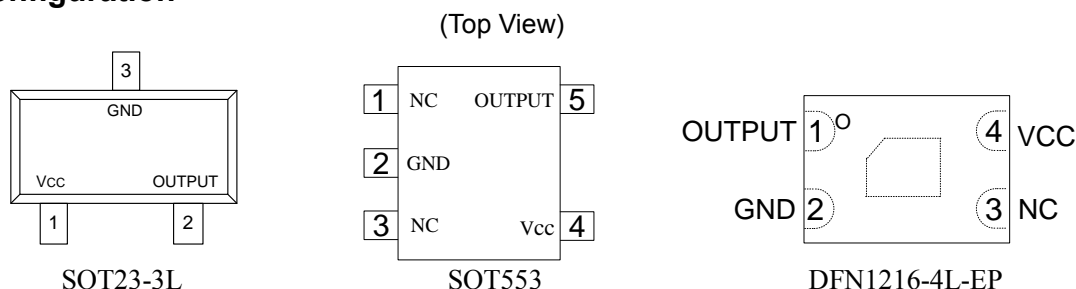 (Top View)
3
GND
Vcc
OUTPUT
1
2
SOT23-3L
1
NC
OUTPUT
5
2
GND
3
NC
Vcc
4
SOT553
OUTPUT
1
O
4
VCC
GND
2
3
NC
DFN1216-4L-EP